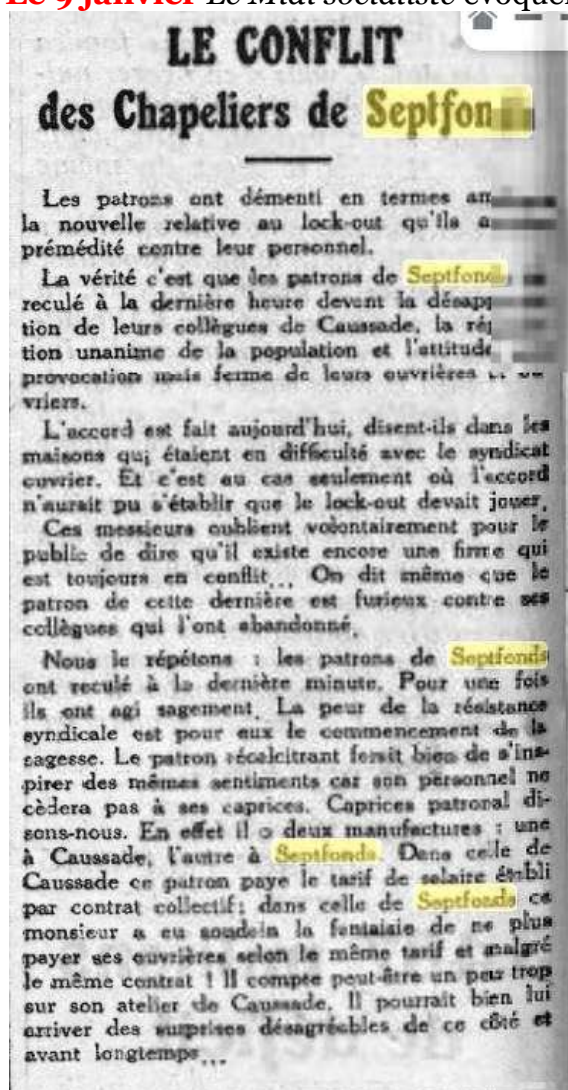 Le 9 janvier Le Midi socialiste évoque
LE CONFLIT
des Chapeliers de Septfon
Les patrons ont démenti en termes
la nouvelle relative au lock-out qu'ils
prémédité contre leur personnel.
La vérité c'est que les patrons de Septfonds
reculé à la dernière heure devant la
tion de leurs collègues de Caussade, la
tion unanime de la population et l'attitude
provocation mais ferme de leurs ouvrières
vriers.
L'accord est fait aujourd'hui, disent-ils dans les
maisons qui étaient en difficulté avec le syndicat
ouvrier. Et c'est au cas seulement où l'accord
n'aurait pu s'établir que le lock-out devait jouer.
Ces messieurs oublient volontairement pour le
public de dire qu'il existe encore une firme qui
est toujours en conflit... On dit même que le
patron de cette dernière est furieux contre ses
collègues qui l'ont abandonné.
Nous le répétons : les patrons de Septfonds
ont reculé à la dernière minute. Pour une fois
ils ont agi sagement. La peur de la résistance
syndicale est pour eux le commencement de la
sagesse. Le patron récalcitrant ferait bien de s'ins-
pirer des mêmes sentiments car son personnel ne
cèdera pas à ses caprices. Caprices patronal di-
sons-nous. En effet il a deux manufactures : une
à Caussade, l'autre à Septfonds. Dans celle de
Caussade ce patron paye le tarif de salaire établi
par contrat collectif; dans celle de Septfonds ce
monsieur a eu soudain la fantaisie de ne plus
payer ses ouvrières selon le même tarif et malgré
le même contrat ! Il compte peut-être un peu trop
sur son atelier de Caussade. Il pourrait bien lui
arriver des surprises désagréables de ce côté et
avant longtemps...